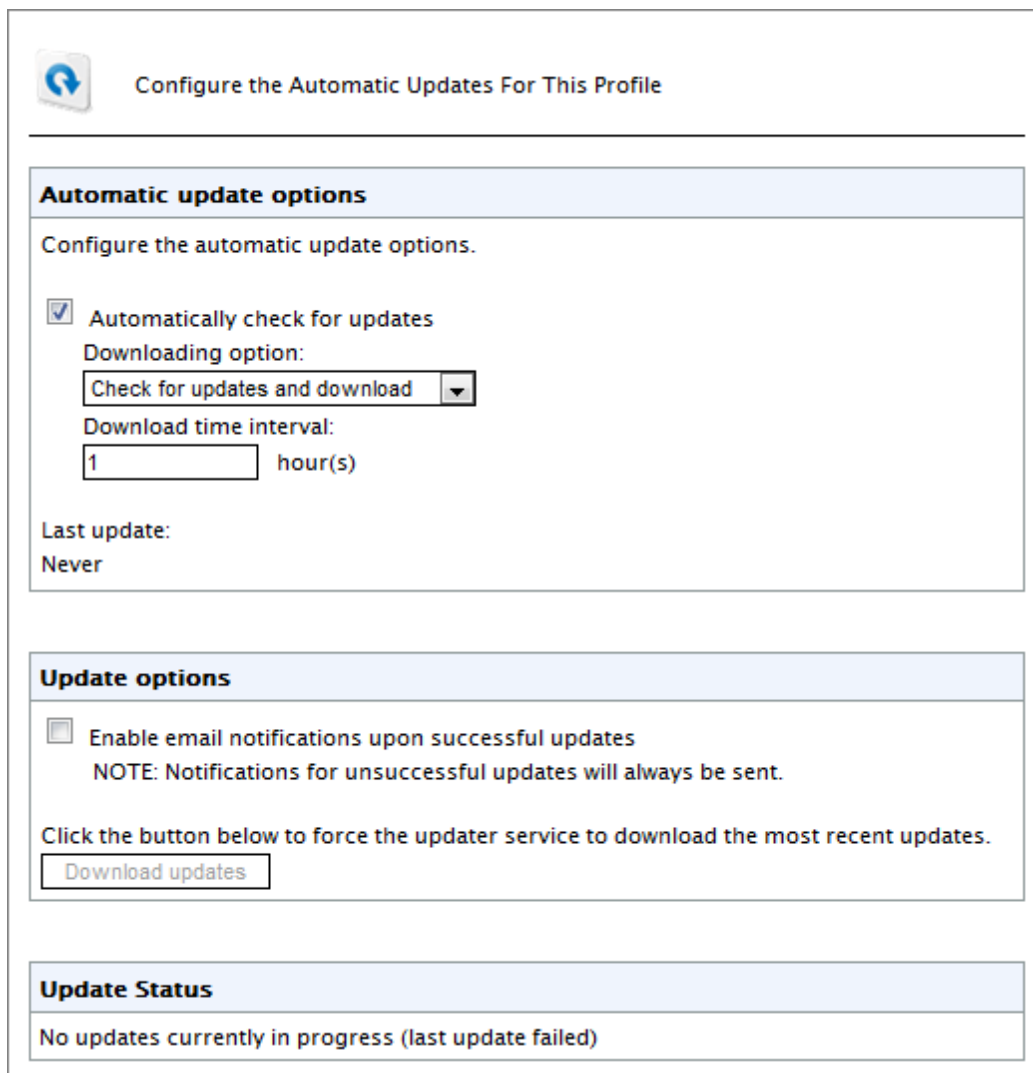 Configure the Automatic Updates For This Profile
Automatic update options
Configure the automatic update options.
Automatically check for updates
Downloading option:
Check for updates and download
Download time interval:
1 hour(s)
Last update:
Never
Update options
Enable email notifications upon successful updates
NOTE: Notifications for unsuccessful updates will always be sent.
Click the button below to force the updater service to download the most recent updates.
Download updates
Update Status
No updates currently in progress (last update failed)